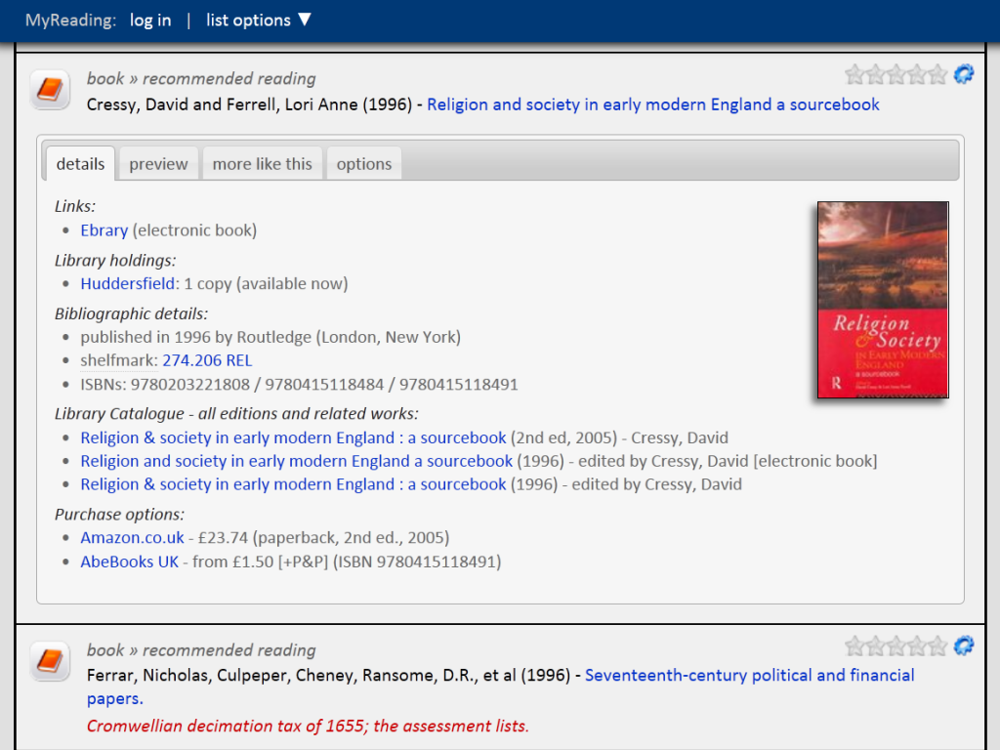 MyReading: log in | list options ▼
book » recommended reading
Cressy, David and Ferrell, Lori Anne (1996) - Religion and society in early modern England a sourcebook
details preview more like this options
Links:
• Ebrary (electronic book)
Library holdings:
• Huddersfield: 1 copy (available now)
Bibliographic details:
• published in 1996 by Routledge (London, New York)
• shelfmark: 274.206 REL
• ISBNs: 9780203221808 / 9780415118484 / 9780415118491
Religion
& Society
IN EARLY MODERN
ENGLAND
a sourcebook
R
Library Catalogue - all editions and related works:
• Religion & society in early modern England : a sourcebook (2nd ed, 2005) - Cressy, David
• Religion and society in early modern England a sourcebook (1996) - edited by Cressy, David [electronic book]
• Religion & society in early modern England : a sourcebook (1996) - edited by Cressy, David
Purchase options:
• Amazon.co.uk - £23.74 (paperback, 2nd ed., 2005)
• AbeBooks UK - from £1.50 [+P&P] (ISBN 9780415118491)
book » recommended reading
Ferrar, Nicholas, Culpeper, Cheney, Ransome, D.R., et al (1996) - Seventeenth-century political and financial
papers.
Cromwellian decimation tax of 1655; the assessment lists.